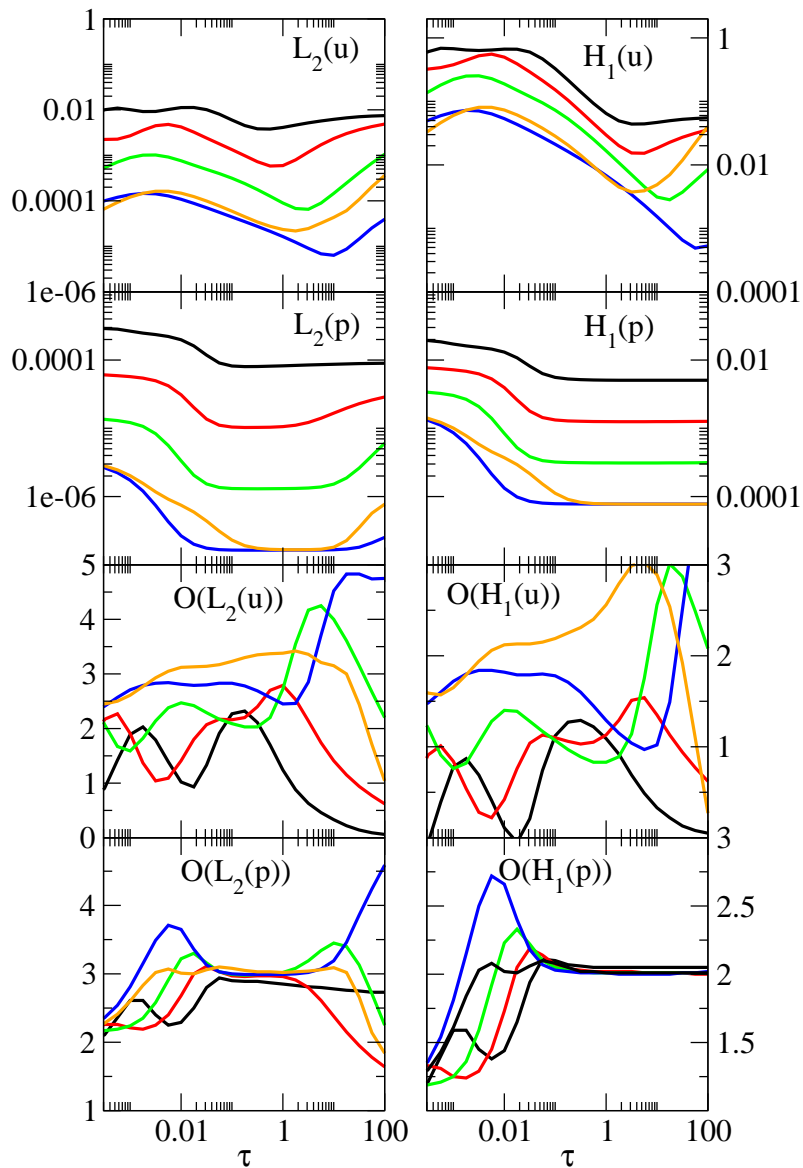 1
L2(u)
H1(u)
1
0.01
0.0001
0.01
1e-06
0.0001
L2(p)
H1(p)
0.0001
0.01
1e-06
0.0001
5
O(L2(u))
O(H1(u))
3
4
3
2
2
1
1
0
3
O(L2(p))
O(H1(p))
4
2.5
3
2
2
1.5
1
0.01
1
100
0.01
1
100
τ
τ